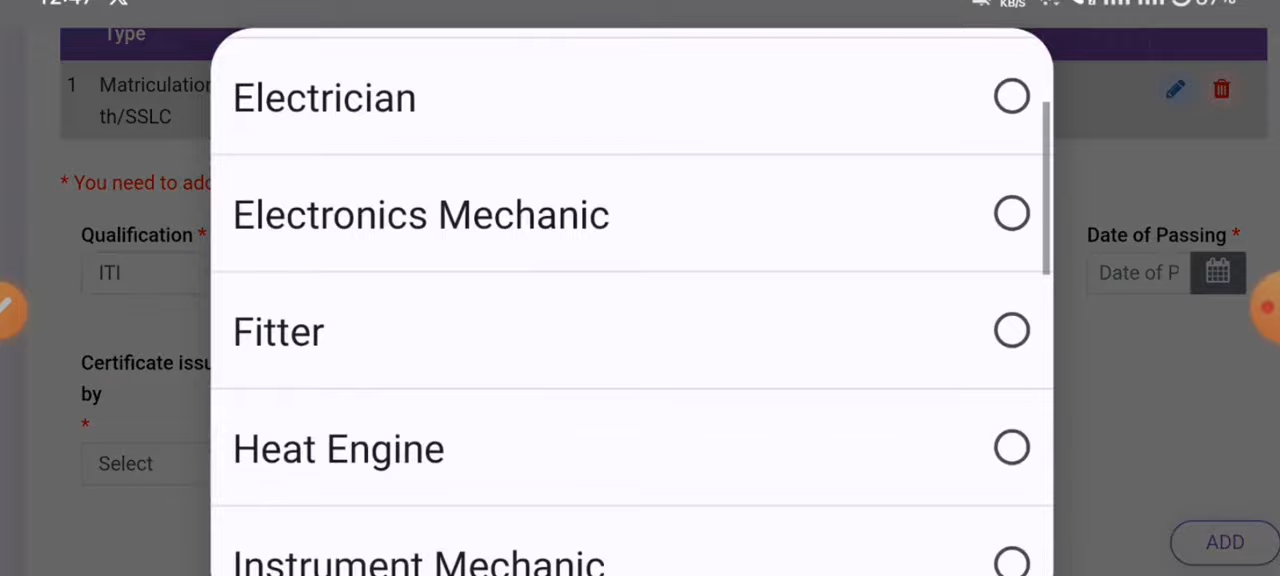 KB/S
Type
Electrician
1 Matriculation
th/SSLC
* You need to add
Electronics Mechanic
Qualification *
Date of Passing *
ITI
Date of P
Fitter
Certificate issu
by
*
Heat Engine
Select
ADD
Instrument Mechanic